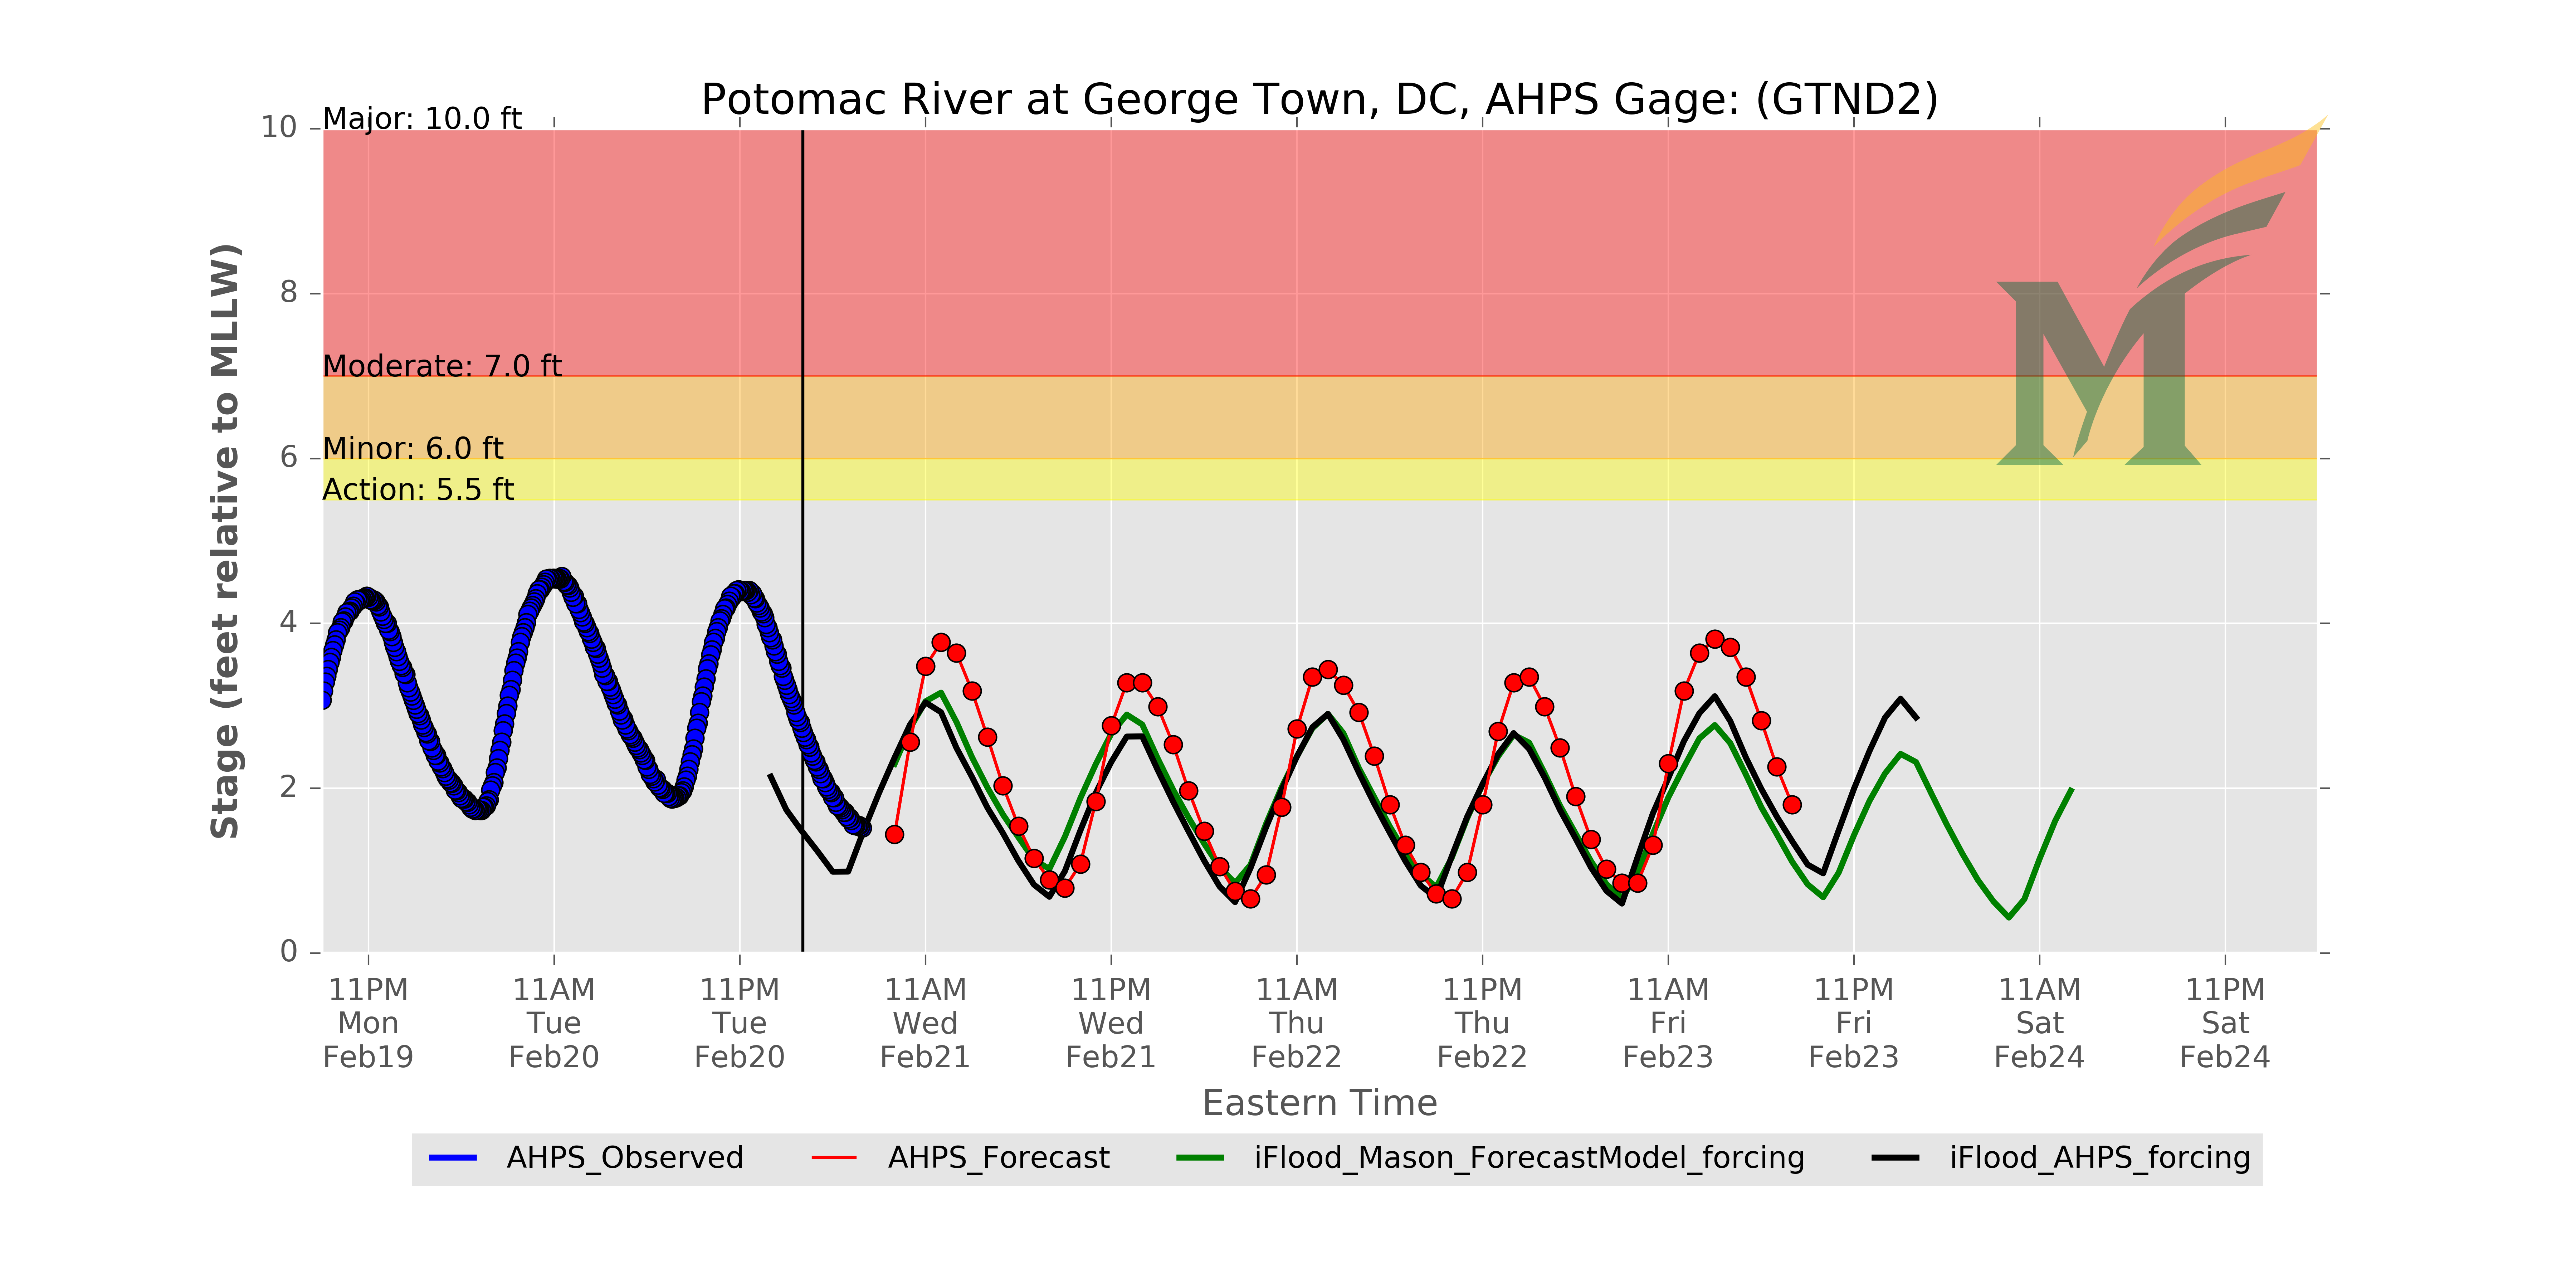 Potomac River at George Town, DC, AHPS Gage: (GTND2)
Major: 10.0 ft
Moderate: 7.0 ft
Minor: 6.0 ft
Action: 5.5 ft
Stage (feet relative to MLLW)
10
8
6
4
2
0
11PM Mon Feb19
11AM Tue Feb20
11PM Tue Feb20
11AM Wed Feb21
11PM Wed Feb21
11AM Thu Feb22
11PM Thu Feb22
11AM Fri Feb23
11PM Fri Feb23
11AM Sat Feb24
11PM Sat Feb24
Eastern Time
AHPS_Observed
AHPS_Forecast
iFlood_Mason_ForecastModel_forcing
iFlood_AHPS_forcing
M